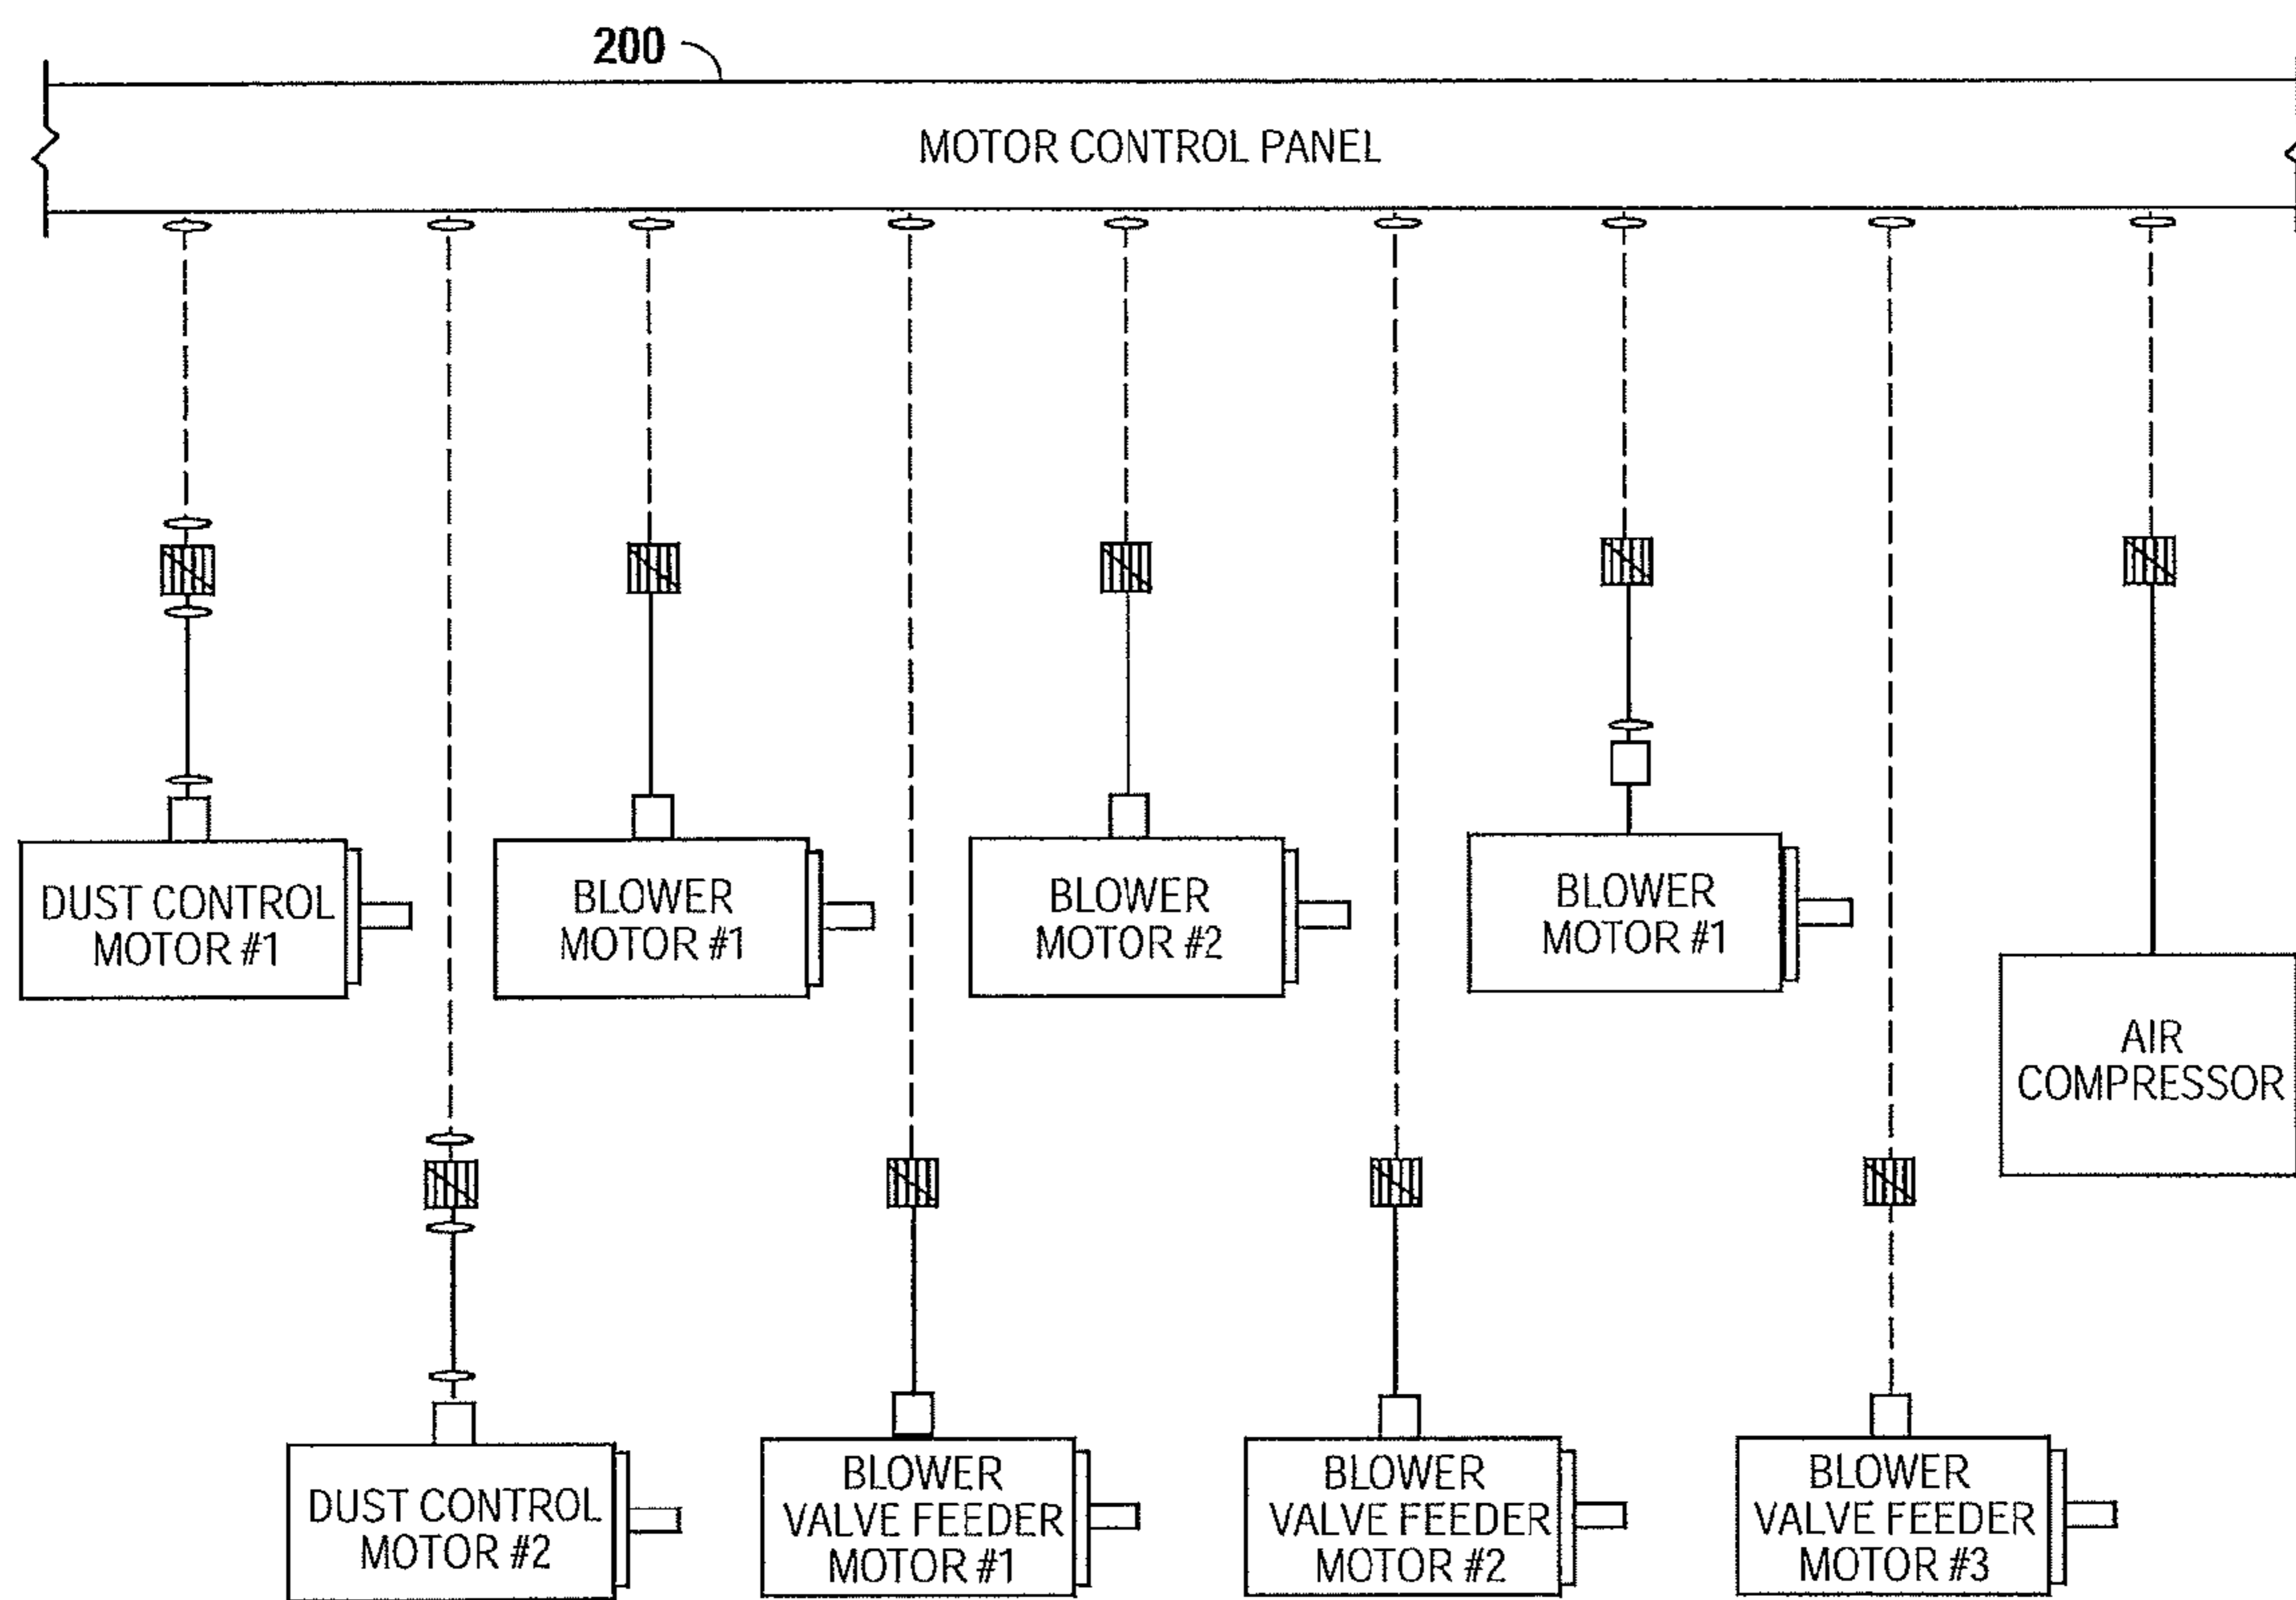 200
MOTOR CONTROL PANEL
DUST CONTROL
MOTOR #1
BLOWER
MOTOR #1
BLOWER
MOTOR #2
BLOWER
MOTOR #1
AIR
COMPRESSOR
DUST CONTROL
MOTOR #2
BLOWER
VALVE FEEDER
MOTOR #1
BLOWER
VALVE FEEDER
MOTOR #2
BLOWER
VALVE FEEDER
MOTOR #3